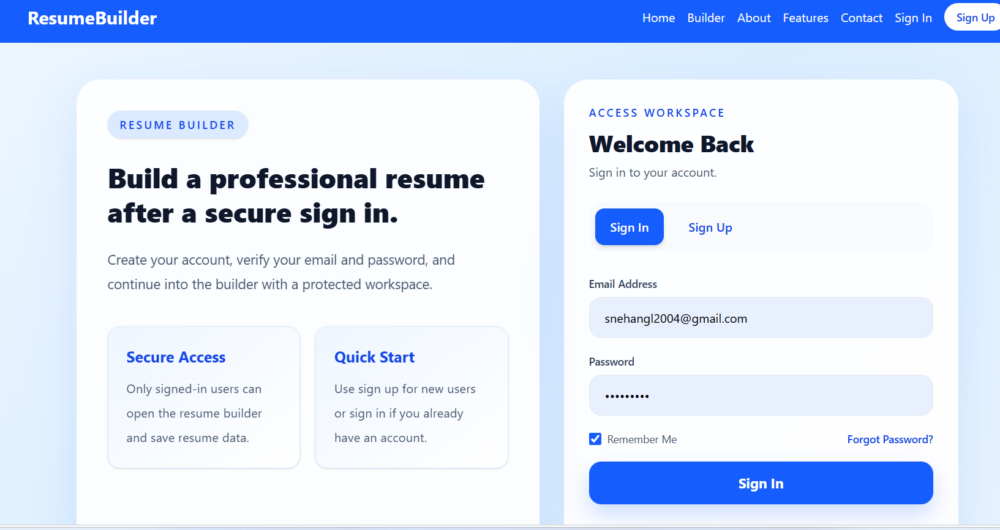 ResumeBuilder
Home Builder About Features Contact Sign In Sign Up
RESUME BUILDER
Build a professional resume
after a secure sign in.
Create your account, verify your email and password, and
continue into the builder with a protected workspace.
Secure Access
Only signed-in users can
open the resume builder
and save resume data.
Quick Start
Use sign up for new users
or sign in if you already
have an account.
ACCESS WORKSPACE
Welcome Back
Sign in to your account.
Sign In Sign Up
Email Address
snehangl2004@gmail.com
Password
•••••••••
Remember Me Forgot Password?
Sign In